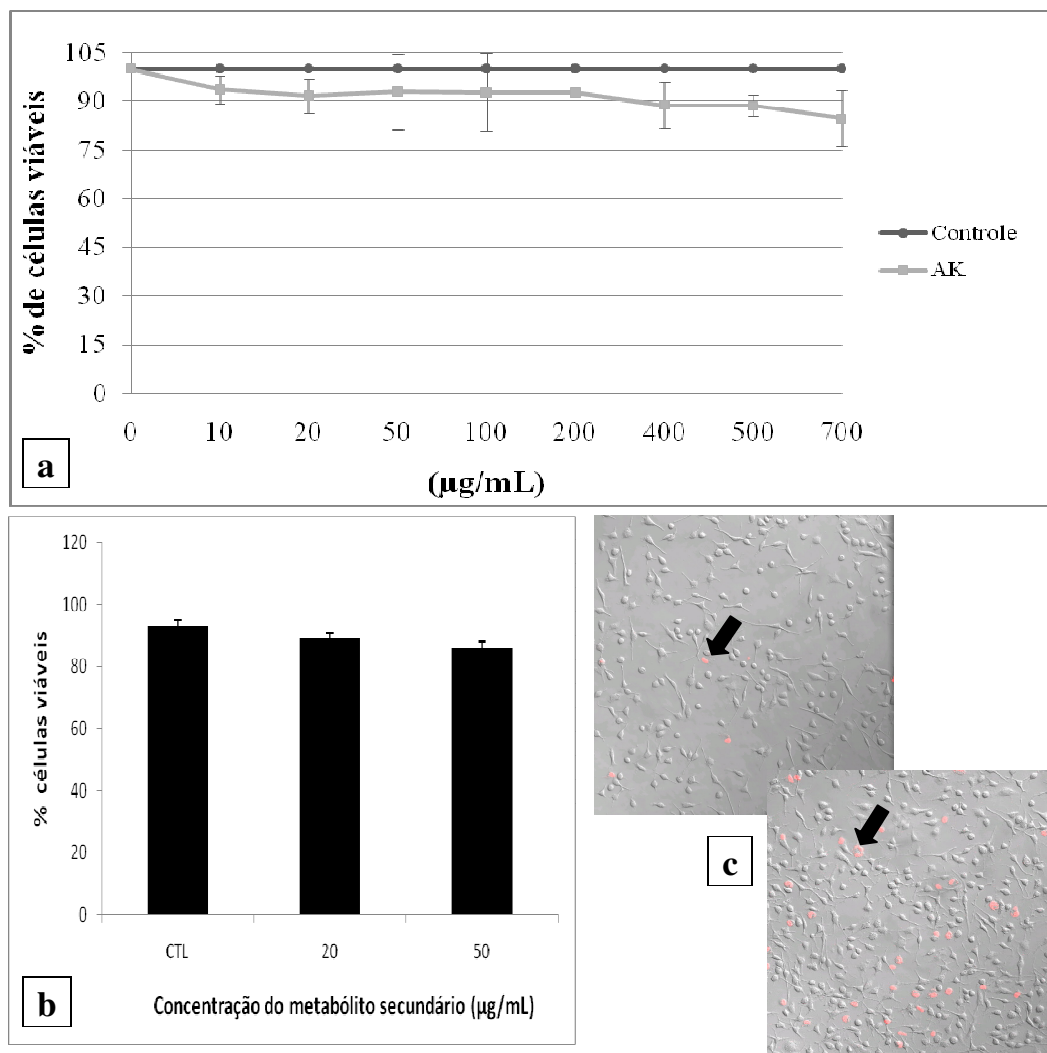 105
90
75
60
45
30
15
0
% de células viáveis
0 10 20 50 100 200 400 500 700
(µg/mL)
Controle
AK
a
120
100
80
60
40
20
0
% células viáveis
CTL 20 50
Concentração do metabólito secundário (µg/mL)
b
c